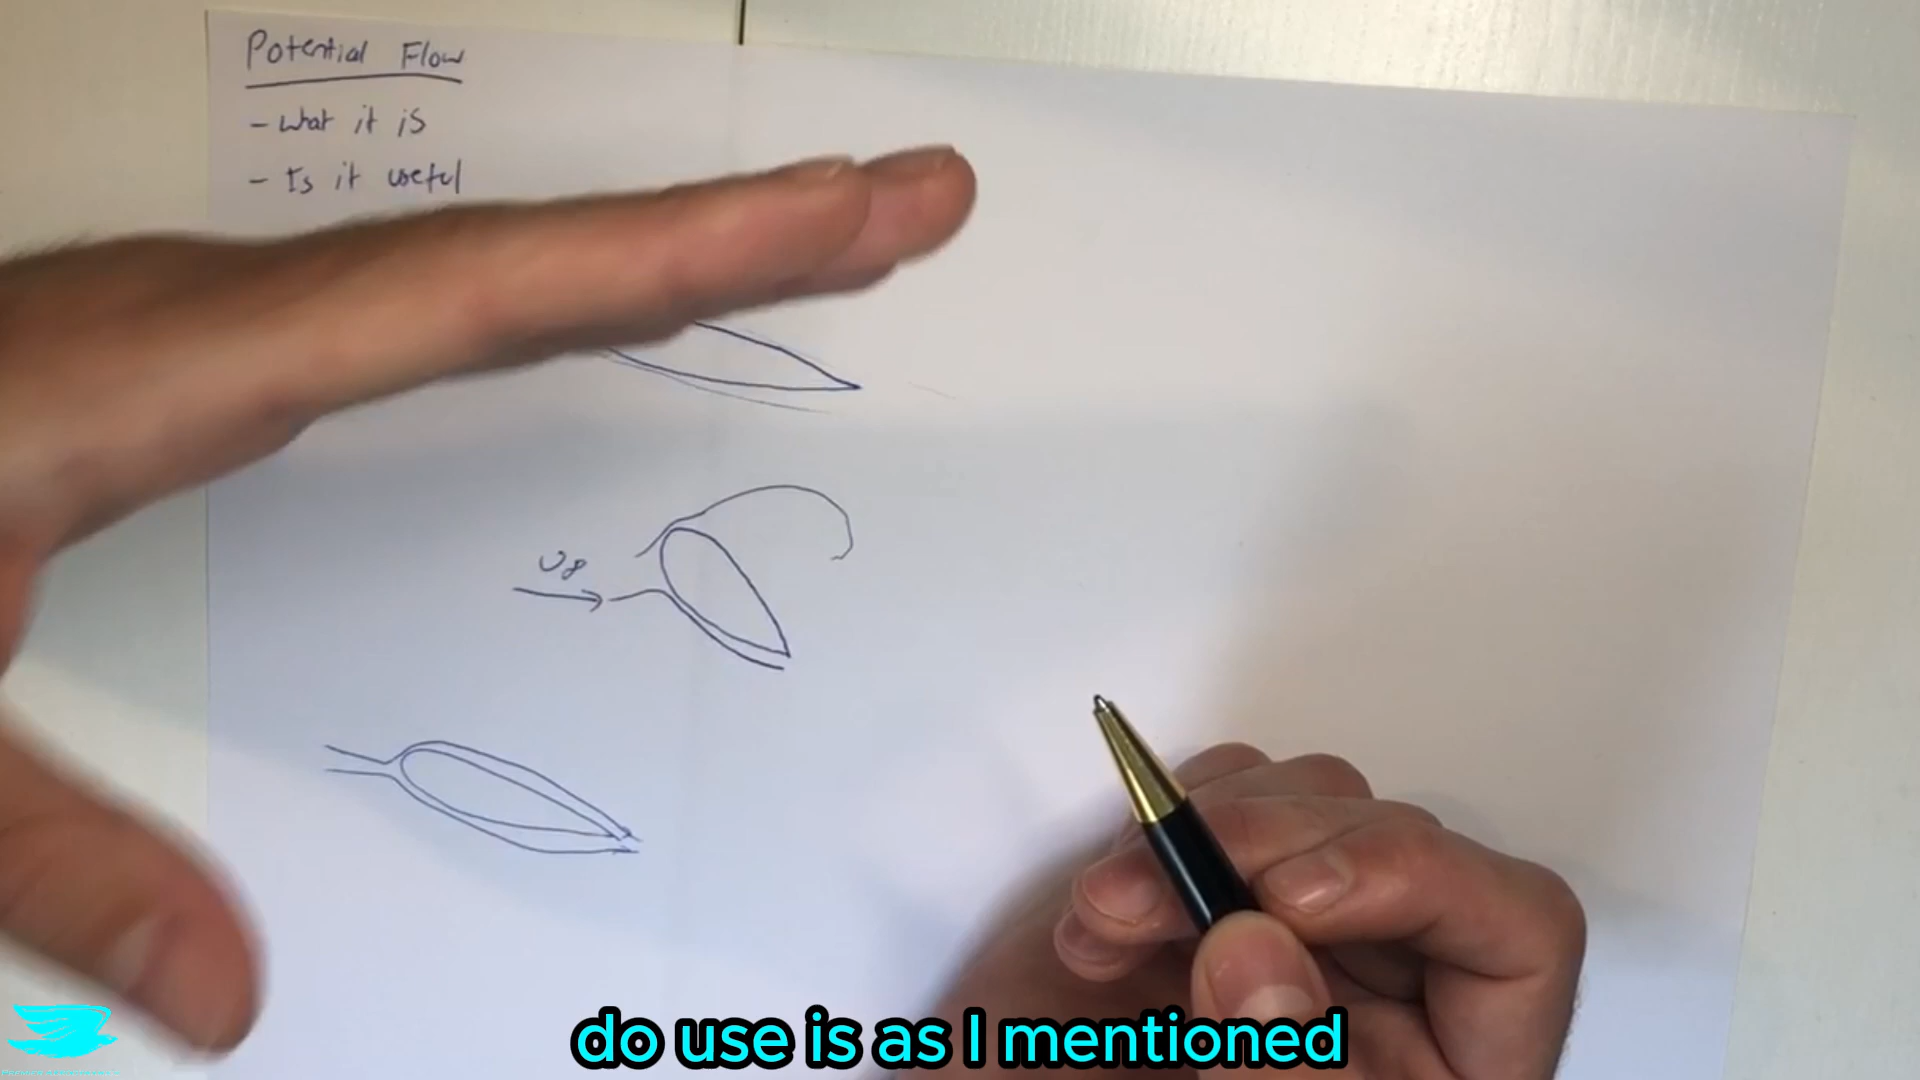 Potential Flow
- What it is
- Is it useful
U∞
do use is as I mentioned